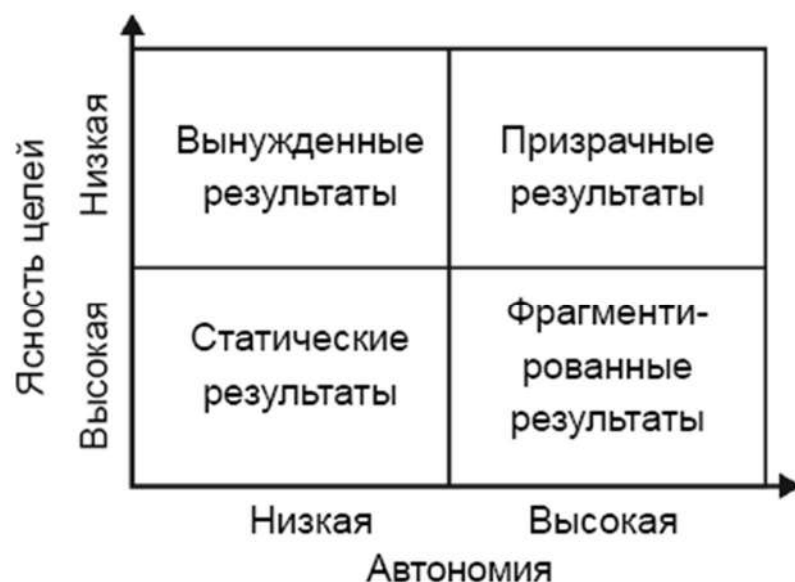 Ясность целей
Низкая
Высокая
Вынужденные
результаты
Призрачные
результаты
Статические
результаты
Фрагменти-
рованные
результаты
Низкая
Высокая
Автономия